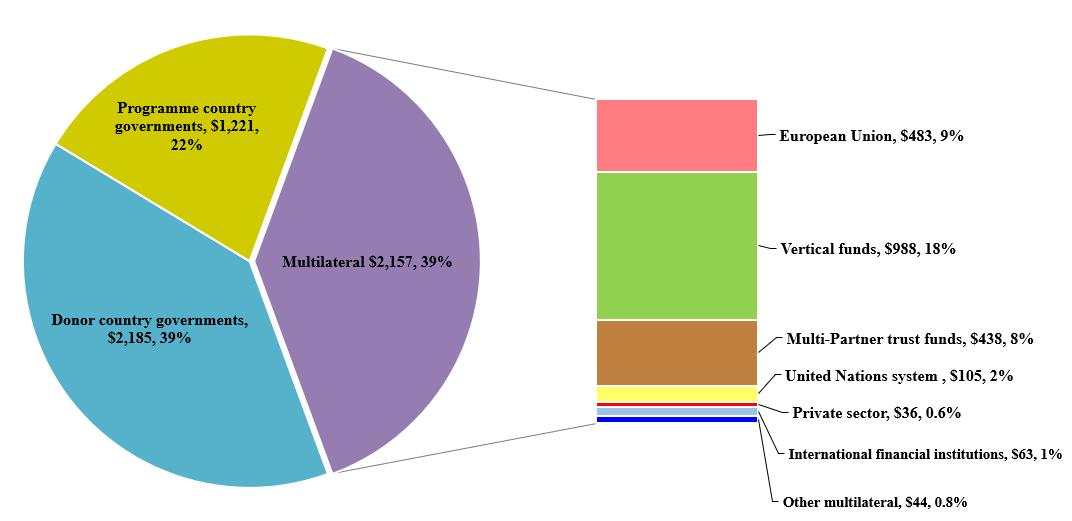 Programme country
governments, $1,221,
22%
Multilateral $2,157, 39%
Donor country governments,
$2,185, 39%
European Union, $483, 9%
Vertical funds, $988, 18%
Multi-Partner trust funds, $438, 8%
United Nations system , $105, 2%
Private sector, $36, 0.6%
International financial institutions, $63, 1%
Other multilateral, $44, 0.8%